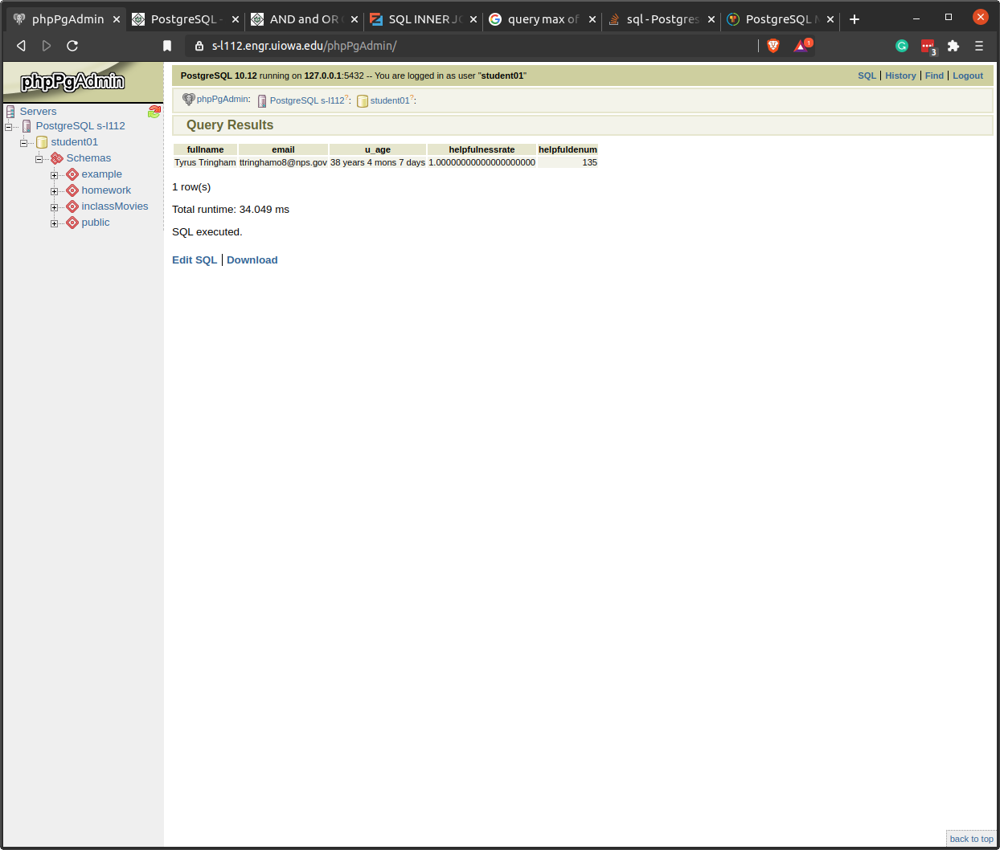 phpPgAdmin
PostgreSQL -
AND and OR
SQL INNER JO
query max of
sql - Postgres
PostgreSQL M
s-l112.engr.uiowa.edu/phpPgAdmin/
1
G
3
phpPgAdmin
Servers
PostgreSQL s-l112
student01
Schemas
example
homework
inclassMovies
public
PostgreSQL 10.12 running on 127.0.0.1:5432 -- You are logged in as user "student01"
SQL | History | Find | Logout
phpPgAdmin: PostgreSQL s-l112?: student01?:
Query Results
fullname email u_age helpfulnessrate helpfuldenum
Tyrus Tringham ttringhamo8@nps.gov 38 years 4 mons 7 days 1.00000000000000000000 135
1 row(s)
Total runtime: 34.049 ms
SQL executed.
Edit SQL | Download
back to top